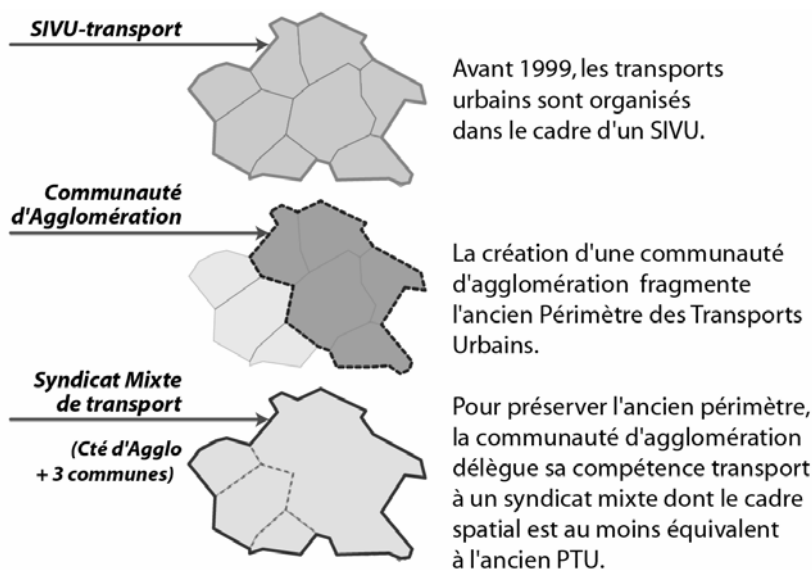 SIVU-transport
Avant 1999, les transports
urbains sont organisés
dans le cadre d'un SIVU.
Communauté
d'Agglomération
La création d'une communauté
d'agglomération fragmente
l'ancien Périmètre des Transports
Urbains.
Syndicat Mixte
de transport
(Cté d'Agglo
+ 3 communes)
Pour préserver l'ancien périmètre,
la communauté d'agglomération
délègue sa compétence transport
à un syndicat mixte dont le cadre
spatial est au moins équivalent
à l'ancien PTU.